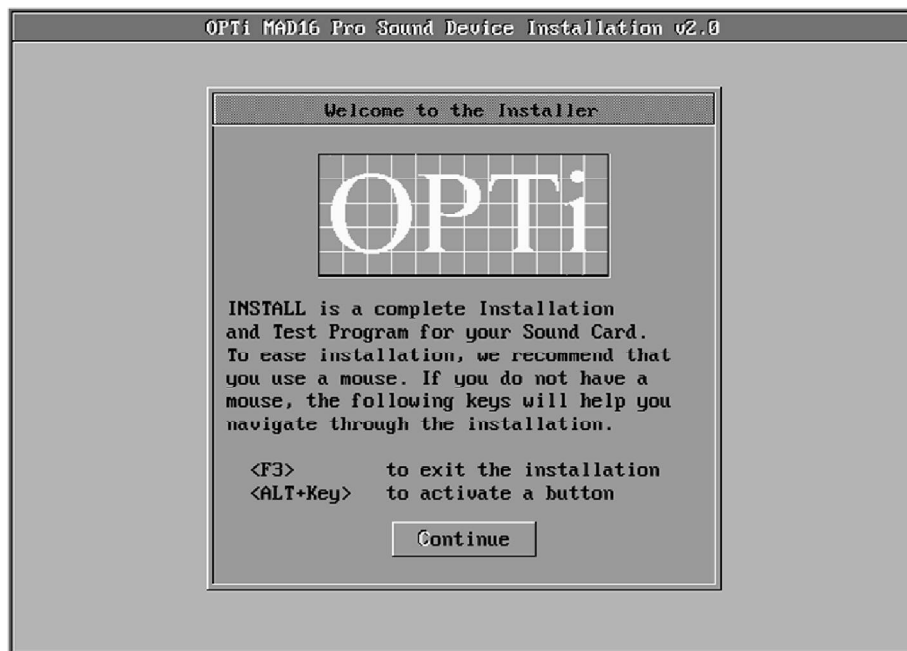 OPTi MAD16 Pro Sound Device Installation v2.0
Welcome to the Installer
OPTi
INSTALL is a complete Installation
and Test Program for your Sound Card.
To ease installation, we recommend that
you use a mouse. If you do not have a
mouse, the following keys will help you
navigate through the installation.
<F3> to exit the installation
<ALT+Key> to activate a button
Continue